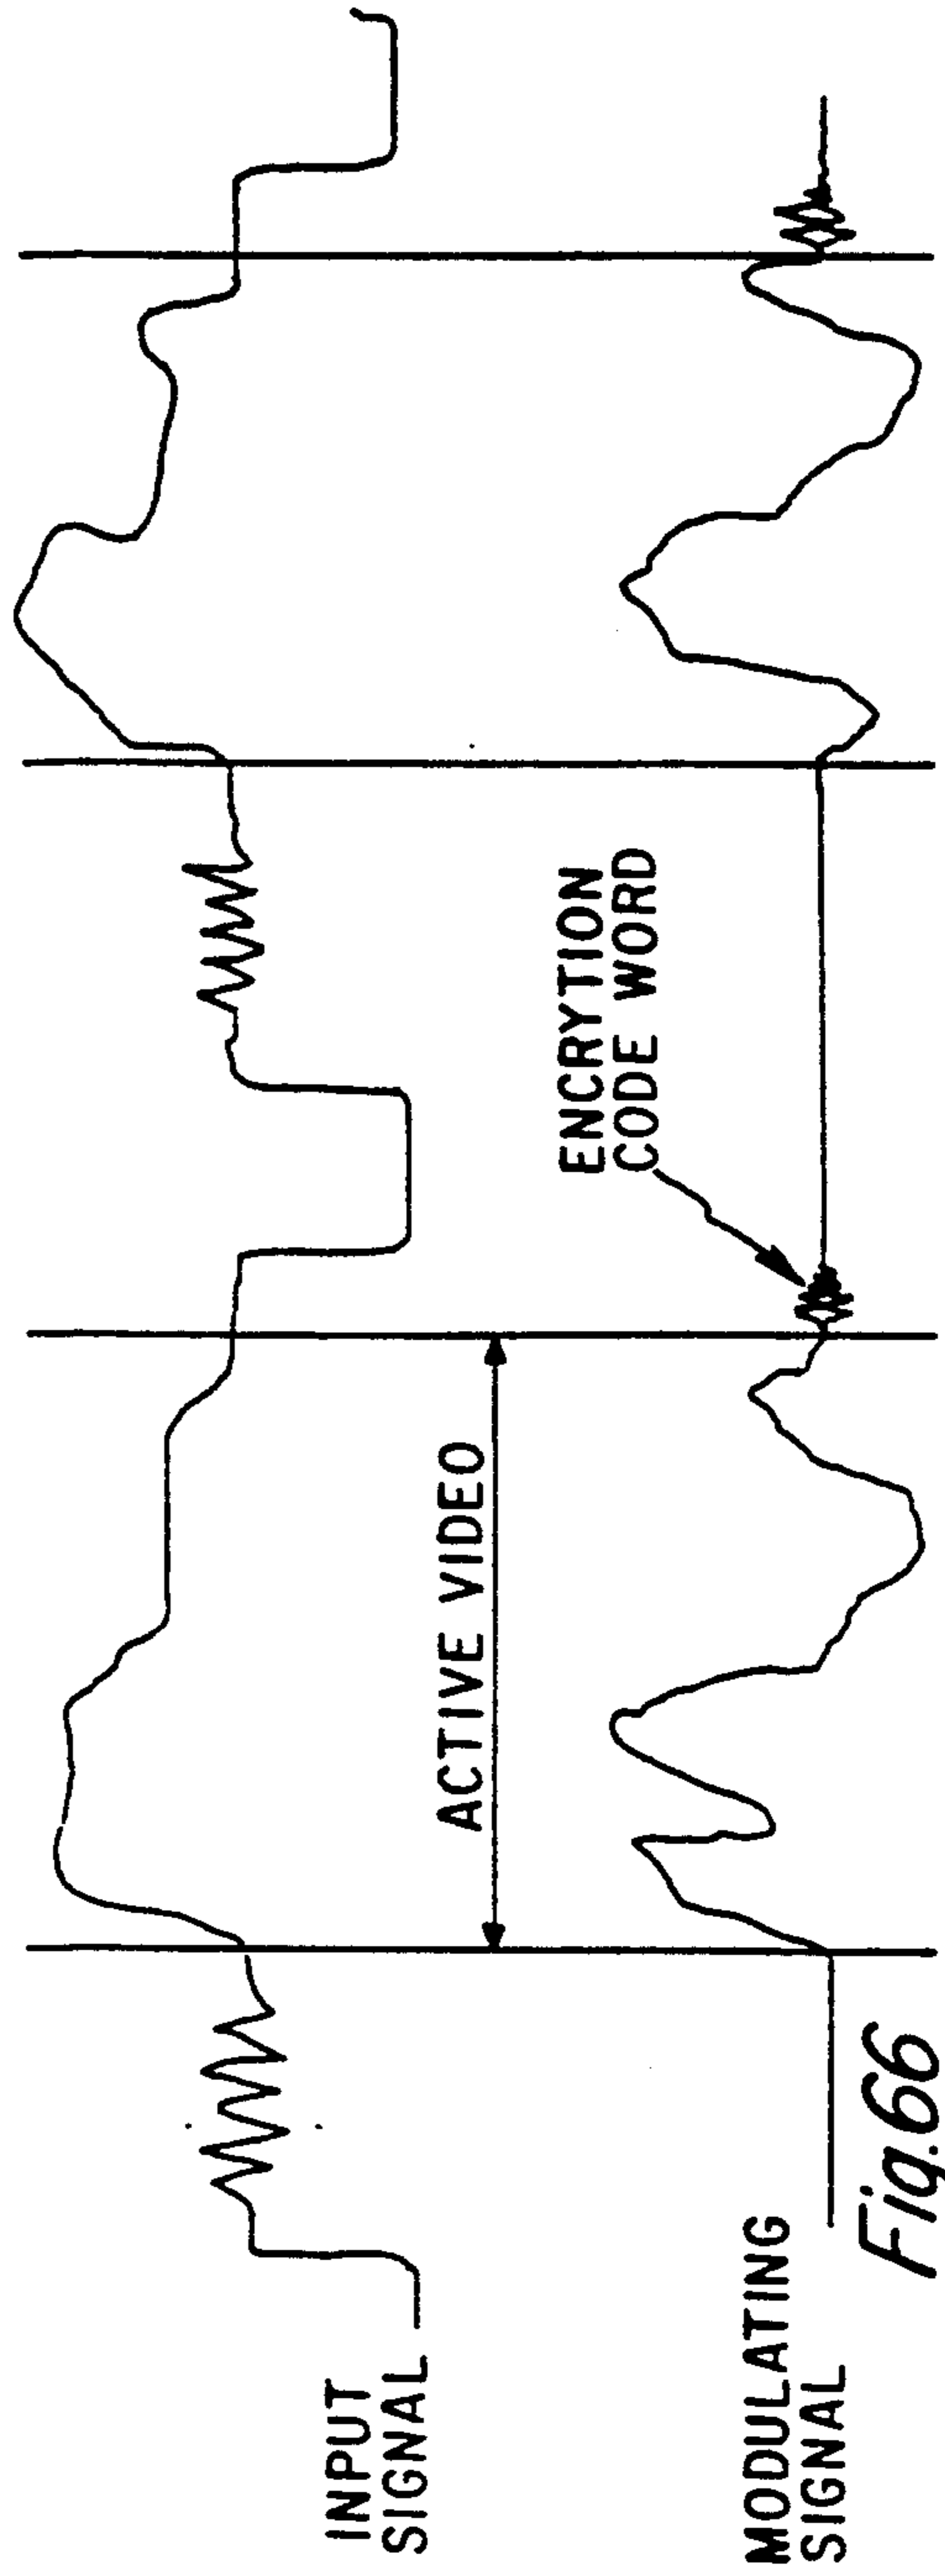 INPUT
SIGNAL
ACTIVE VIDEO
ENCRYTION
CODE WORD
MODULATING
SIGNAL
Fig.66